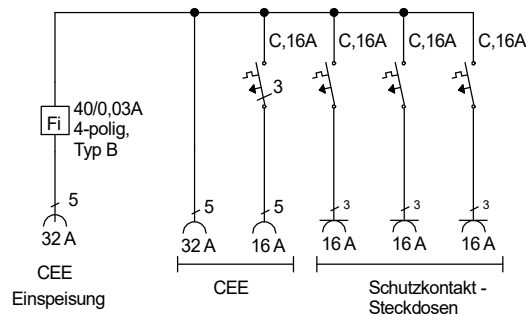 C,16A C,16A C,16A C,16A
3
40/0,03A
Fi
4-polig,
Typ B
5 5 5 3 3 3
32 A 32 A 16 A 16 A 16 A 16 A
CEE
Einspeisung
CEE
Schutzkontakt -
Steckdosen